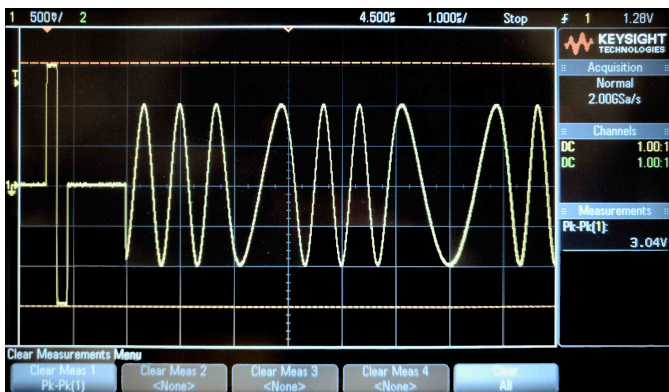 1 500▽/ 2 4.500s 1.000s/ Stop 1 1.28V
KEYSIGHT
TECHNOLOGIES
Acquisition
Normal
2.00GSa/s
Channels
DC 1.00:1
DC 1.00:1
Measurements
Pk-Pk(1):
3.04V
T
1
Clear Measurements Menu
Clear Meas 1 Clear Meas 2 Clear Meas 3 Clear Meas 4 Clear
Pk-Pk(1) <None> <None> <None> All